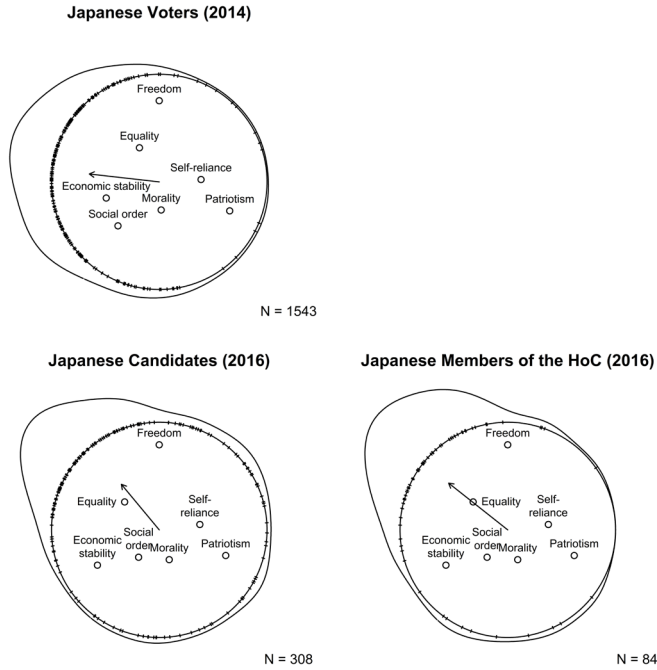 Japanese Voters (2014)
Freedom
Equality
Self-reliance
Economic stability
Morality
Patriotism
Social order
N = 1543
Japanese Candidates (2016)
Freedom
Equality
Self-
reliance
Economic
stability
Social
order
Morality
Patriotism
N = 308
Japanese Members of the HoC (2016)
Freedom
Equality
Self-
reliance
Economic
stability
Social
order
Morality
Patriotism
N = 84